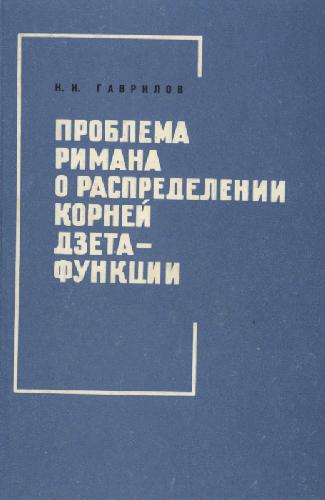 Н. И. ГАВРИЛОВ
ПРОБЛЕМА
РИМАНА
О РАСПРЕДЕЛЕНИИ
КОРНЕЙ
ДЗЕТА—
ФУНКЦИИ